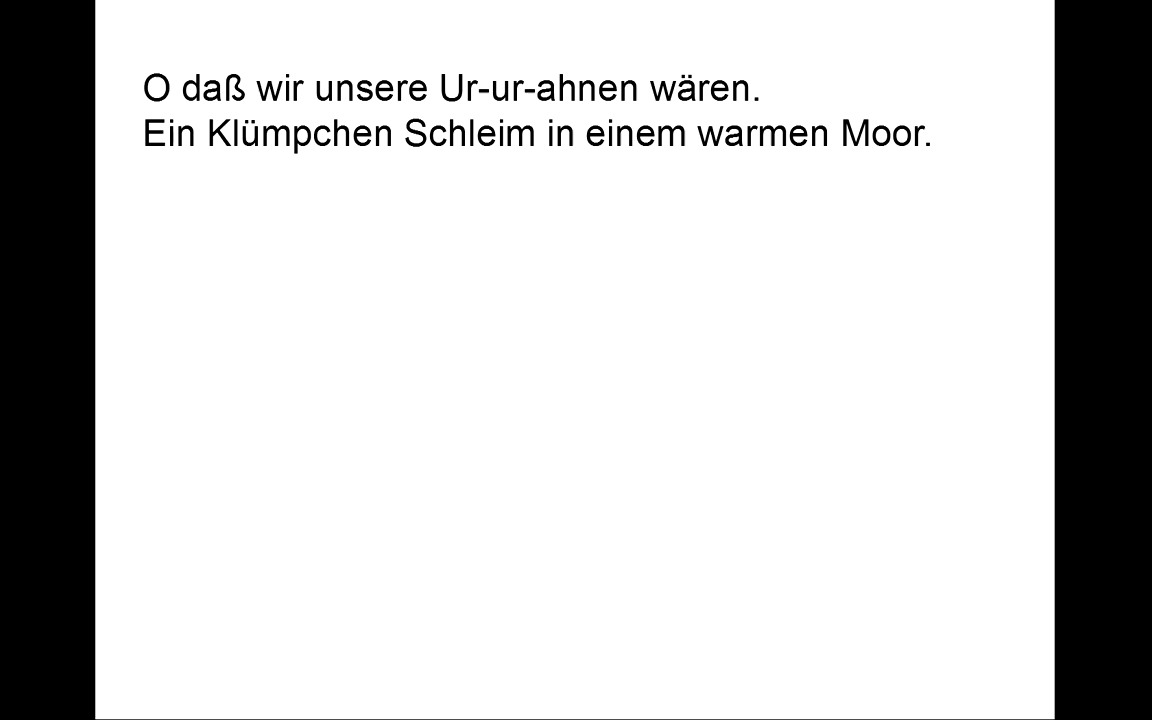 O daß wir unsere Ur-ur-ahnen wären.
Ein Klümpchen Schleim in einem warmen Moor.